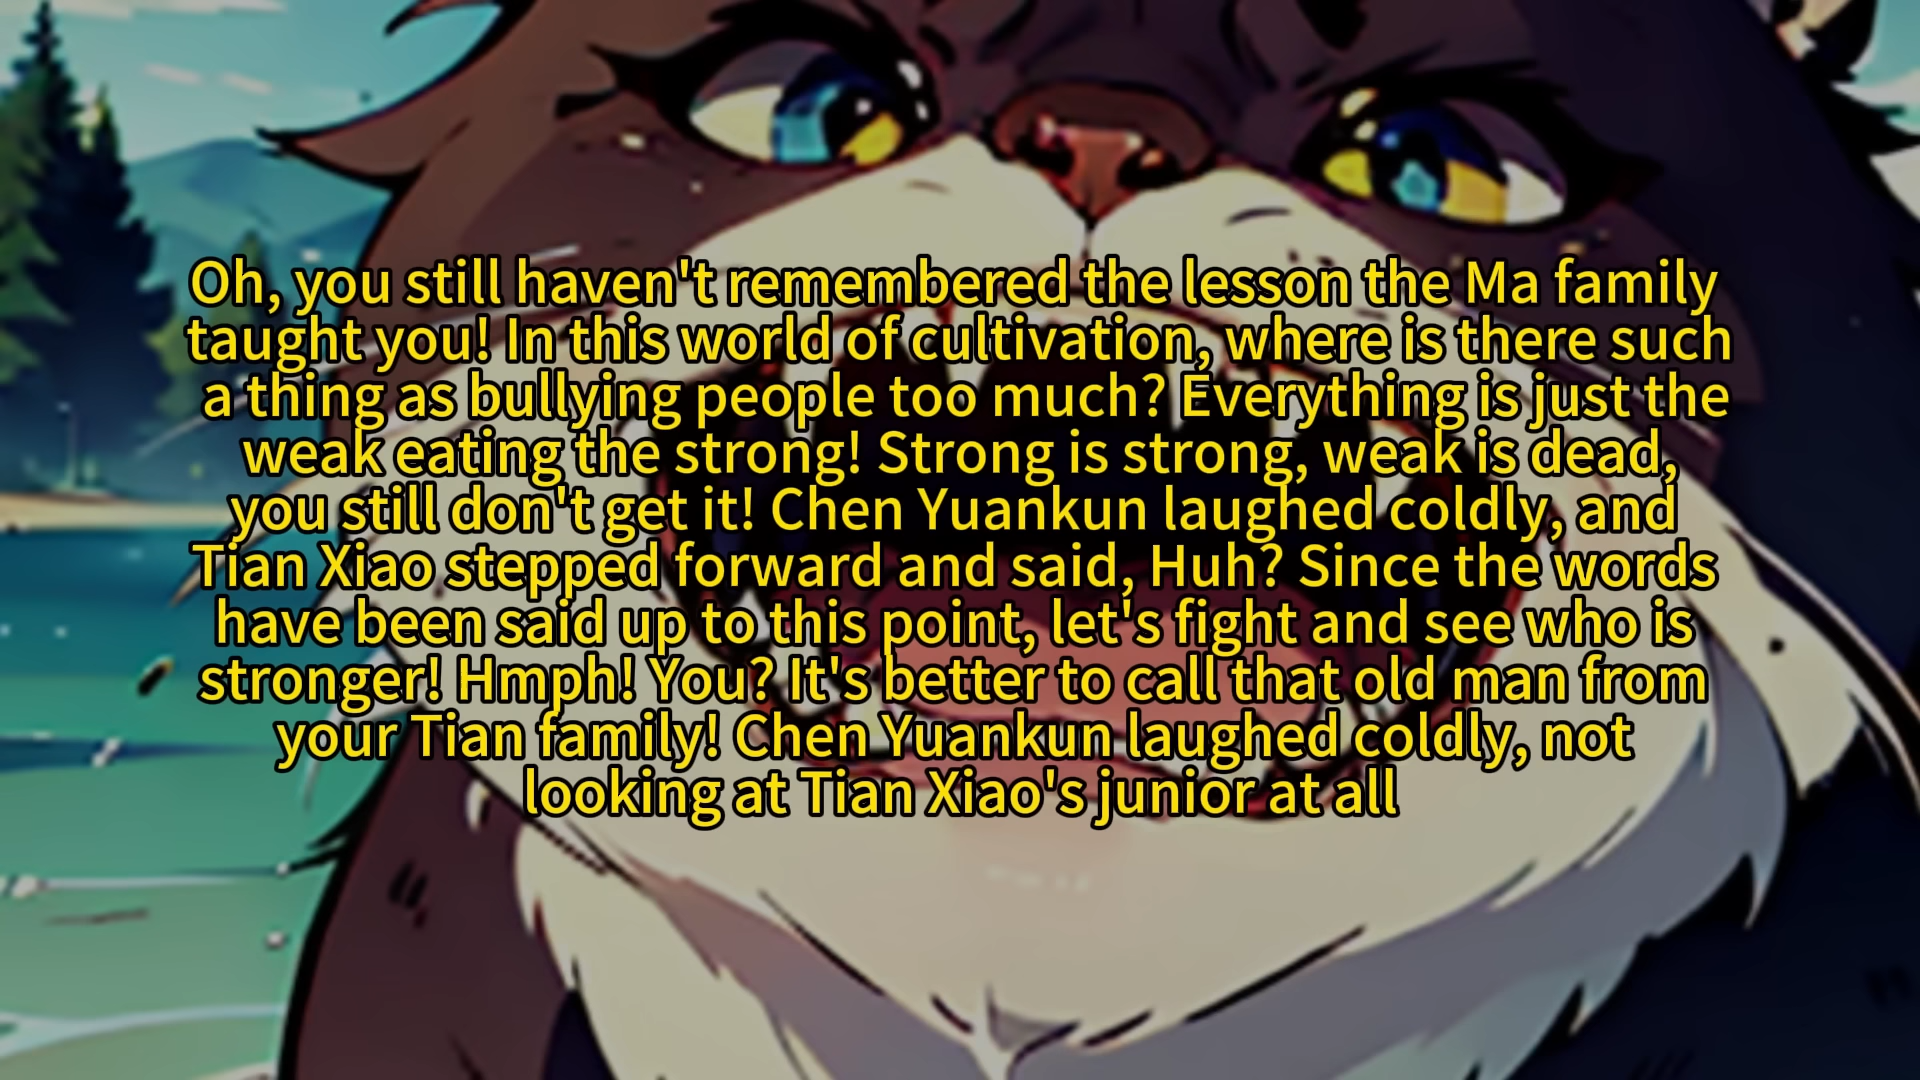 Oh, you still haven't remembered the lesson the Ma family
taught you! In this world of cultivation, where is there such
a thing as bullying people too much? Everything is just the
weak eating the strong! Strong is strong, weak is dead,
you still don't get it! Chen Yuankun laughed coldly, and
Tian Xiao stepped forward and said, Huh? Since the words
have been said up to this point, let's fight and see who is
stronger! Hmph! You? It's better to call that old man from
your Tian family! Chen Yuankun laughed coldly, not
looking at Tian Xiao's junior at all